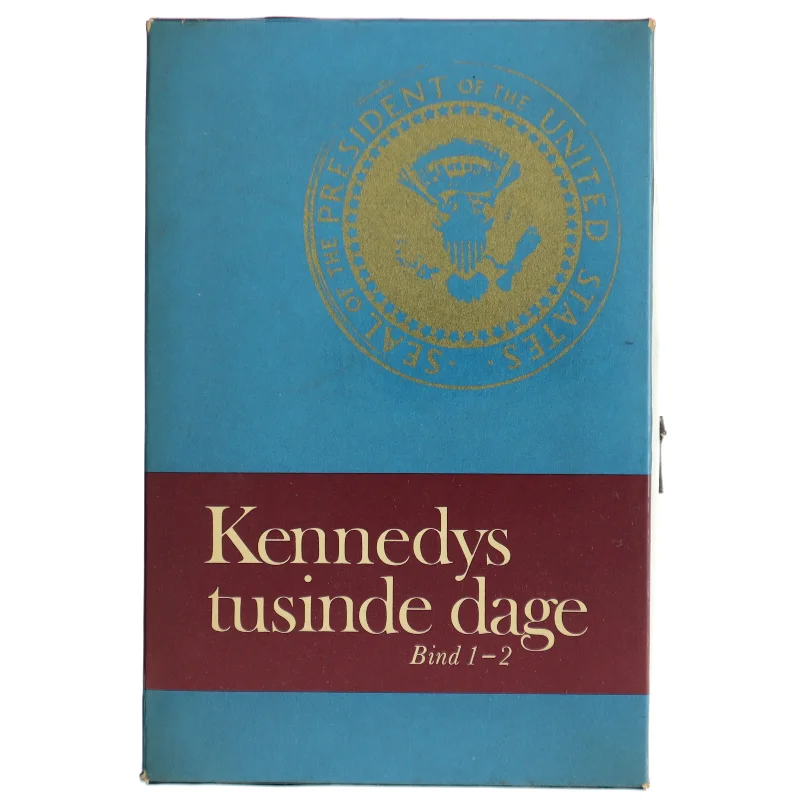 SEAL OF THE PRESIDENT OF THE UNITED STATES
Kennedys
tusinde dage
Bind 1–2